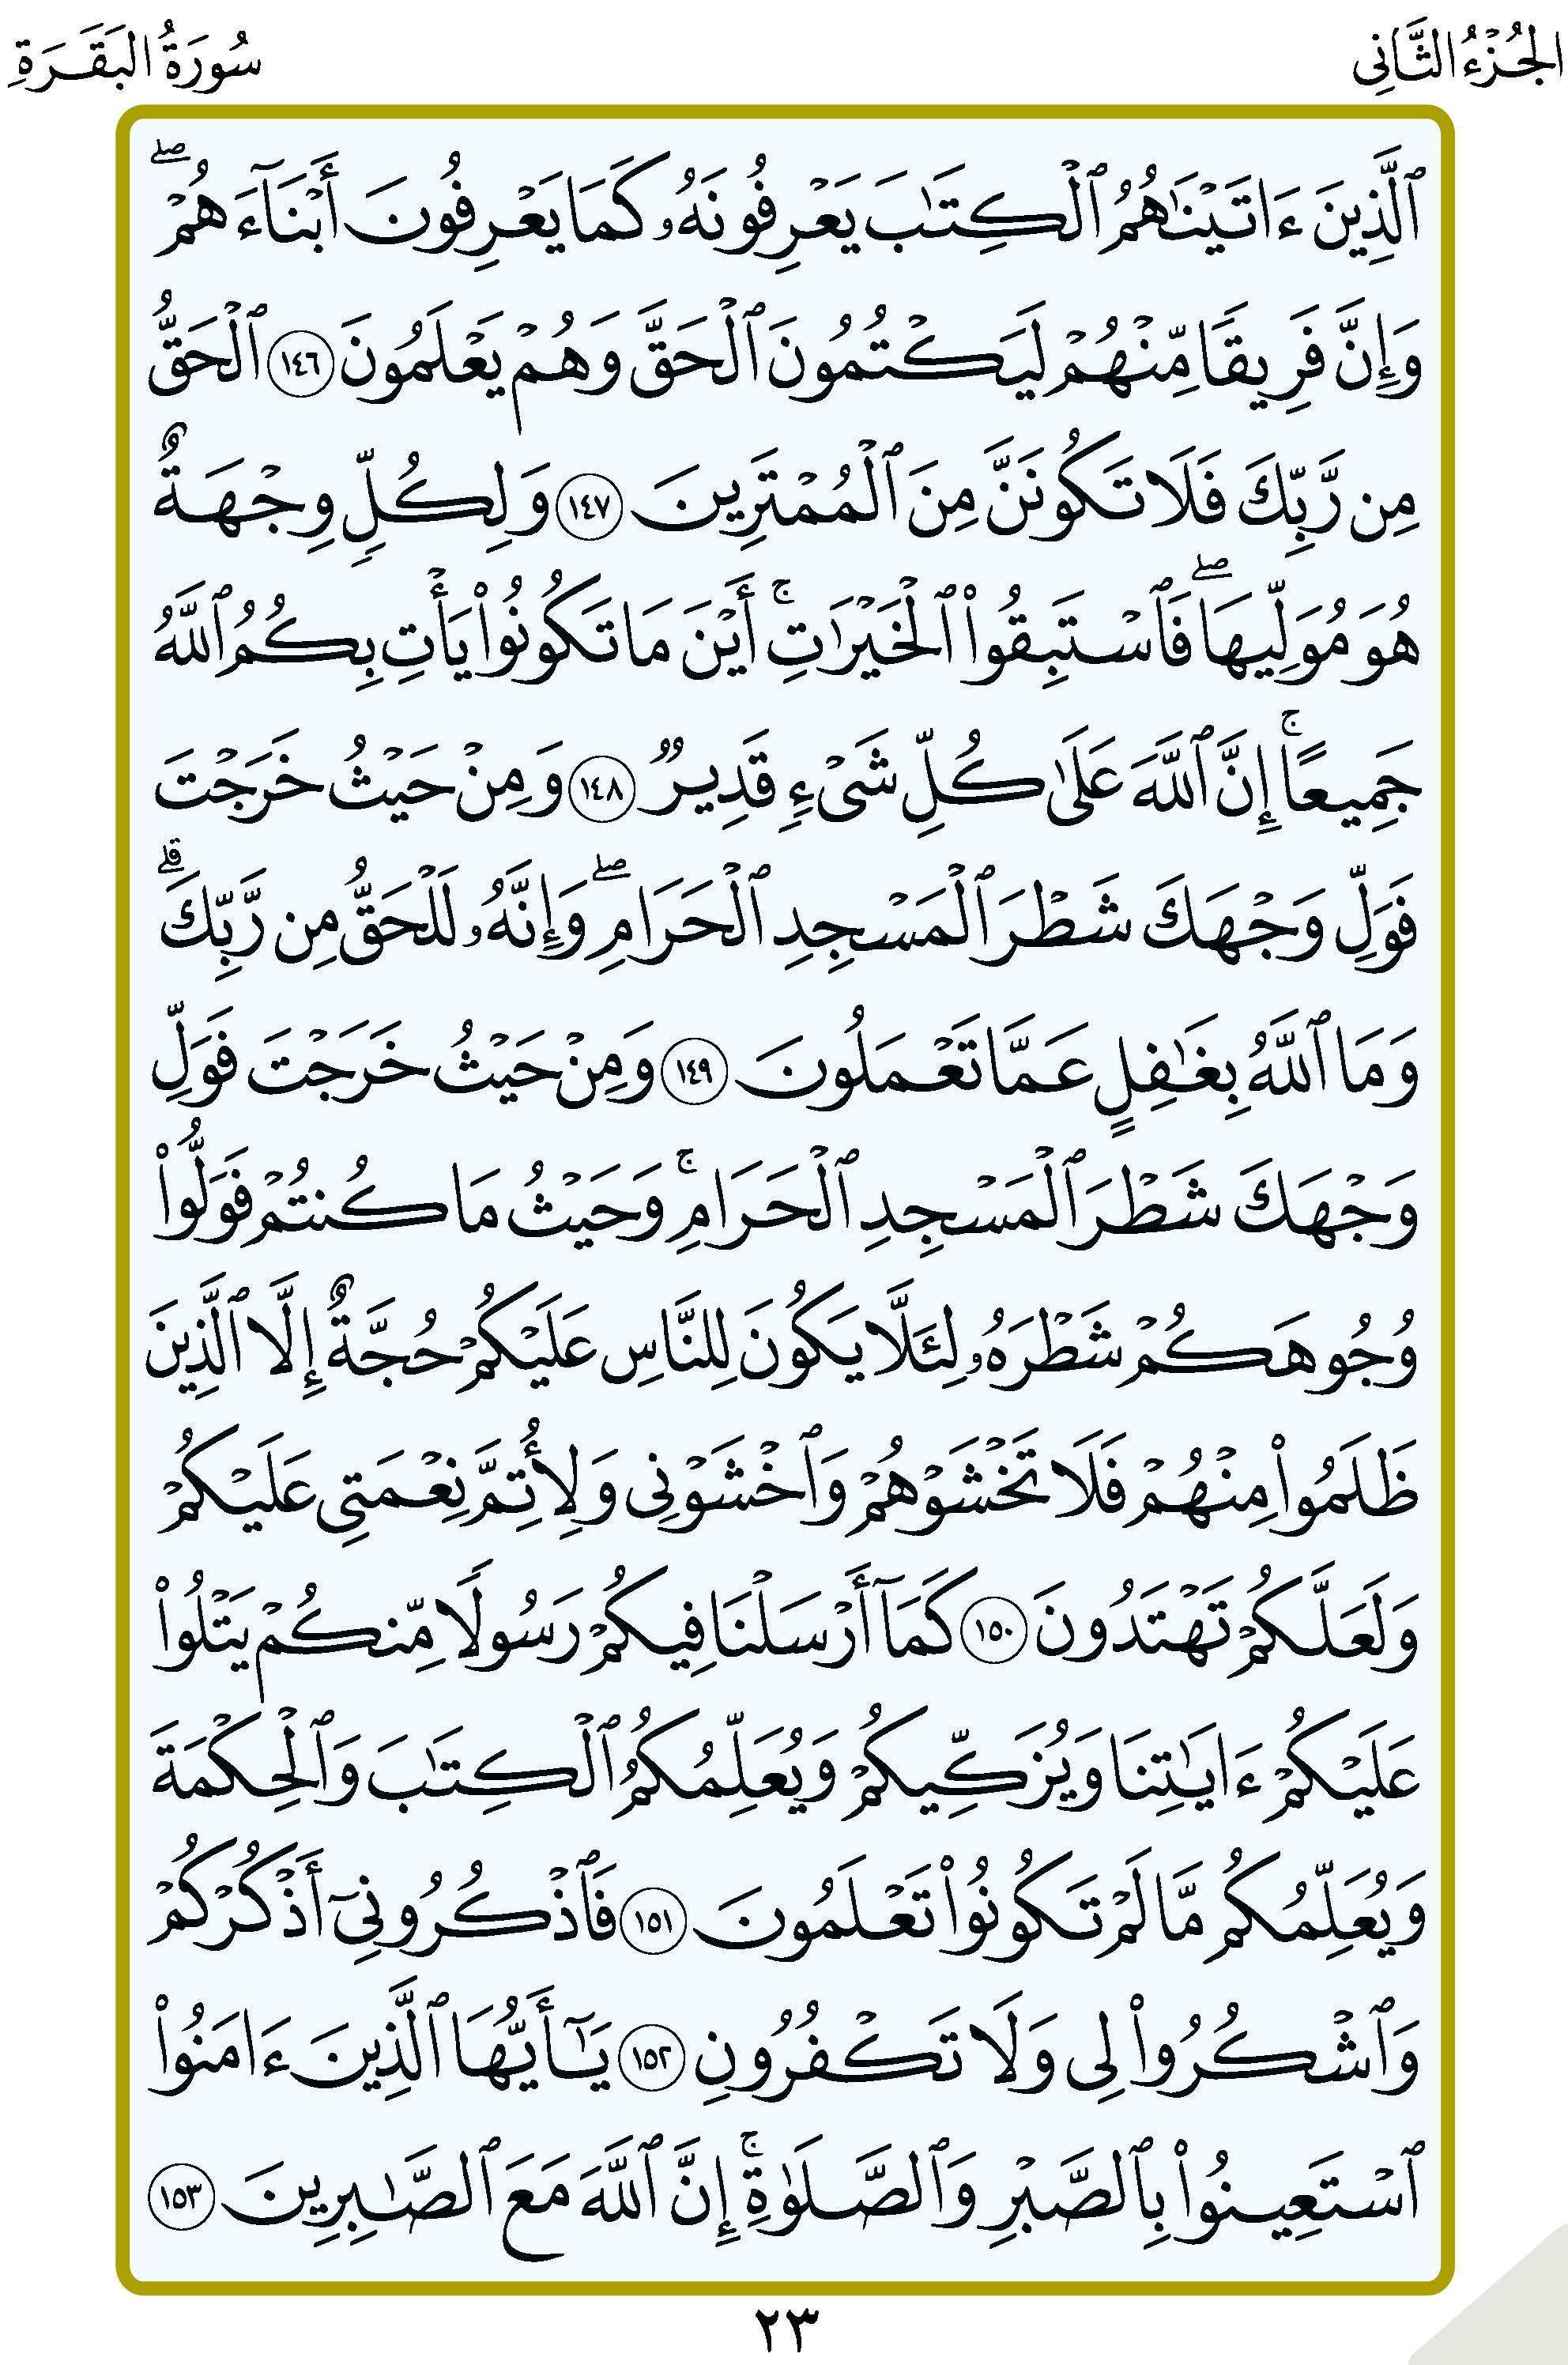 الجُزْءُ الثَّانِى
سُورَةُ البَقَرَةِ
ٱلَّذِينَ ءَاتَيْنَٰهُمُ ٱلْكِتَٰبَ يَعْرِفُونَهُۥ كَمَا يَعْرِفُونَ أَبْنَآءَهُمْ ۖ
وَإِنَّ فَرِيقًا مِّنْهُمْ لَيَكْتُمُونَ ٱلْحَقَّ وَهُمْ يَعْلَمُونَ ١٤٦ ٱلْحَقُّ
مِن رَّبِّكَ فَلَا تَكُونَنَّ مِنَ ٱلْمُمْتَرِينَ ١٤٧ وَلِكُلٍّ وِجْهَةٌ
هُوَ مُوَلِّيهَا ۖ فَٱسْتَبِقُوا۟ ٱلْخَيْرَٰتِ ۚ أَيْنَ مَا تَكُونُوا۟ يَأْتِ بِكُمُ ٱللَّهُ
جَمِيعًا ۚ إِنَّ ٱللَّهَ عَلَىٰ كُلِّ شَىْءٍ قَدِيرٌ ١٤٨ وَمِنْ حَيْثُ خَرَجْتَ
فَوَلِّ وَجْهَكَ شَطْرَ ٱلْمَسْجِدِ ٱلْحَرَامِ ۖ وَإِنَّهُۥ لَلْحَقُّ مِن رَّبِّكَ ۗ
وَمَا ٱللَّهُ بِغَٰفِلٍ عَمَّا تَعْمَلُونَ ١٤٩ وَمِنْ حَيْثُ خَرَجْتَ فَوَلِّ
وَجْهَكَ شَطْرَ ٱلْمَسْجِدِ ٱلْحَرَامِ ۚ وَحَيْثُ مَا كُنتُمْ فَوَلُّوا۟
وُجُوهَكُمْ شَطْرَهُۥ لِئَلَّا يَكُونَ لِلنَّاسِ عَلَيْكُمْ حُجَّةٌ إِلَّا ٱلَّذِينَ
ظَلَمُوا۟ مِنْهُمْ فَلَا تَخْشَوْهُمْ وَٱخْشَوْنِى وَلِأُتِمَّ نِعْمَتِى عَلَيْكُمْ
وَلَعَلَّكُمْ تَهْتَدُونَ ١٥٠ كَمَآ أَرْسَلْنَا فِيكُمْ رَسُولًا مِّنكُمْ يَتْلُوا۟
عَلَيْكُمْ ءَايَٰتِنَا وَيُزَكِّيكُمْ وَيُعَلِّمُكُمُ ٱلْكِتَٰبَ وَٱلْحِكْمَةَ
وَيُعَلِّمُكُم مَّا لَمْ تَكُونُوا۟ تَعْلَمُونَ ١٥١ فَٱذْكُرُونِىٓ أَذْكُرْكُمْ
وَٱشْكُرُوا۟ لِى وَلَا تَكْفُرُونِ ١٥٢ يَٰٓأَيُّهَا ٱلَّذِينَ ءَامَنُوا۟
ٱسْتَعِينُوا۟ بِٱلصَّبْرِ وَٱلصَّلَوٰةِ ۚ إِنَّ ٱللَّهَ مَعَ ٱلصَّٰبِرِينَ ١٥٣
٢٣